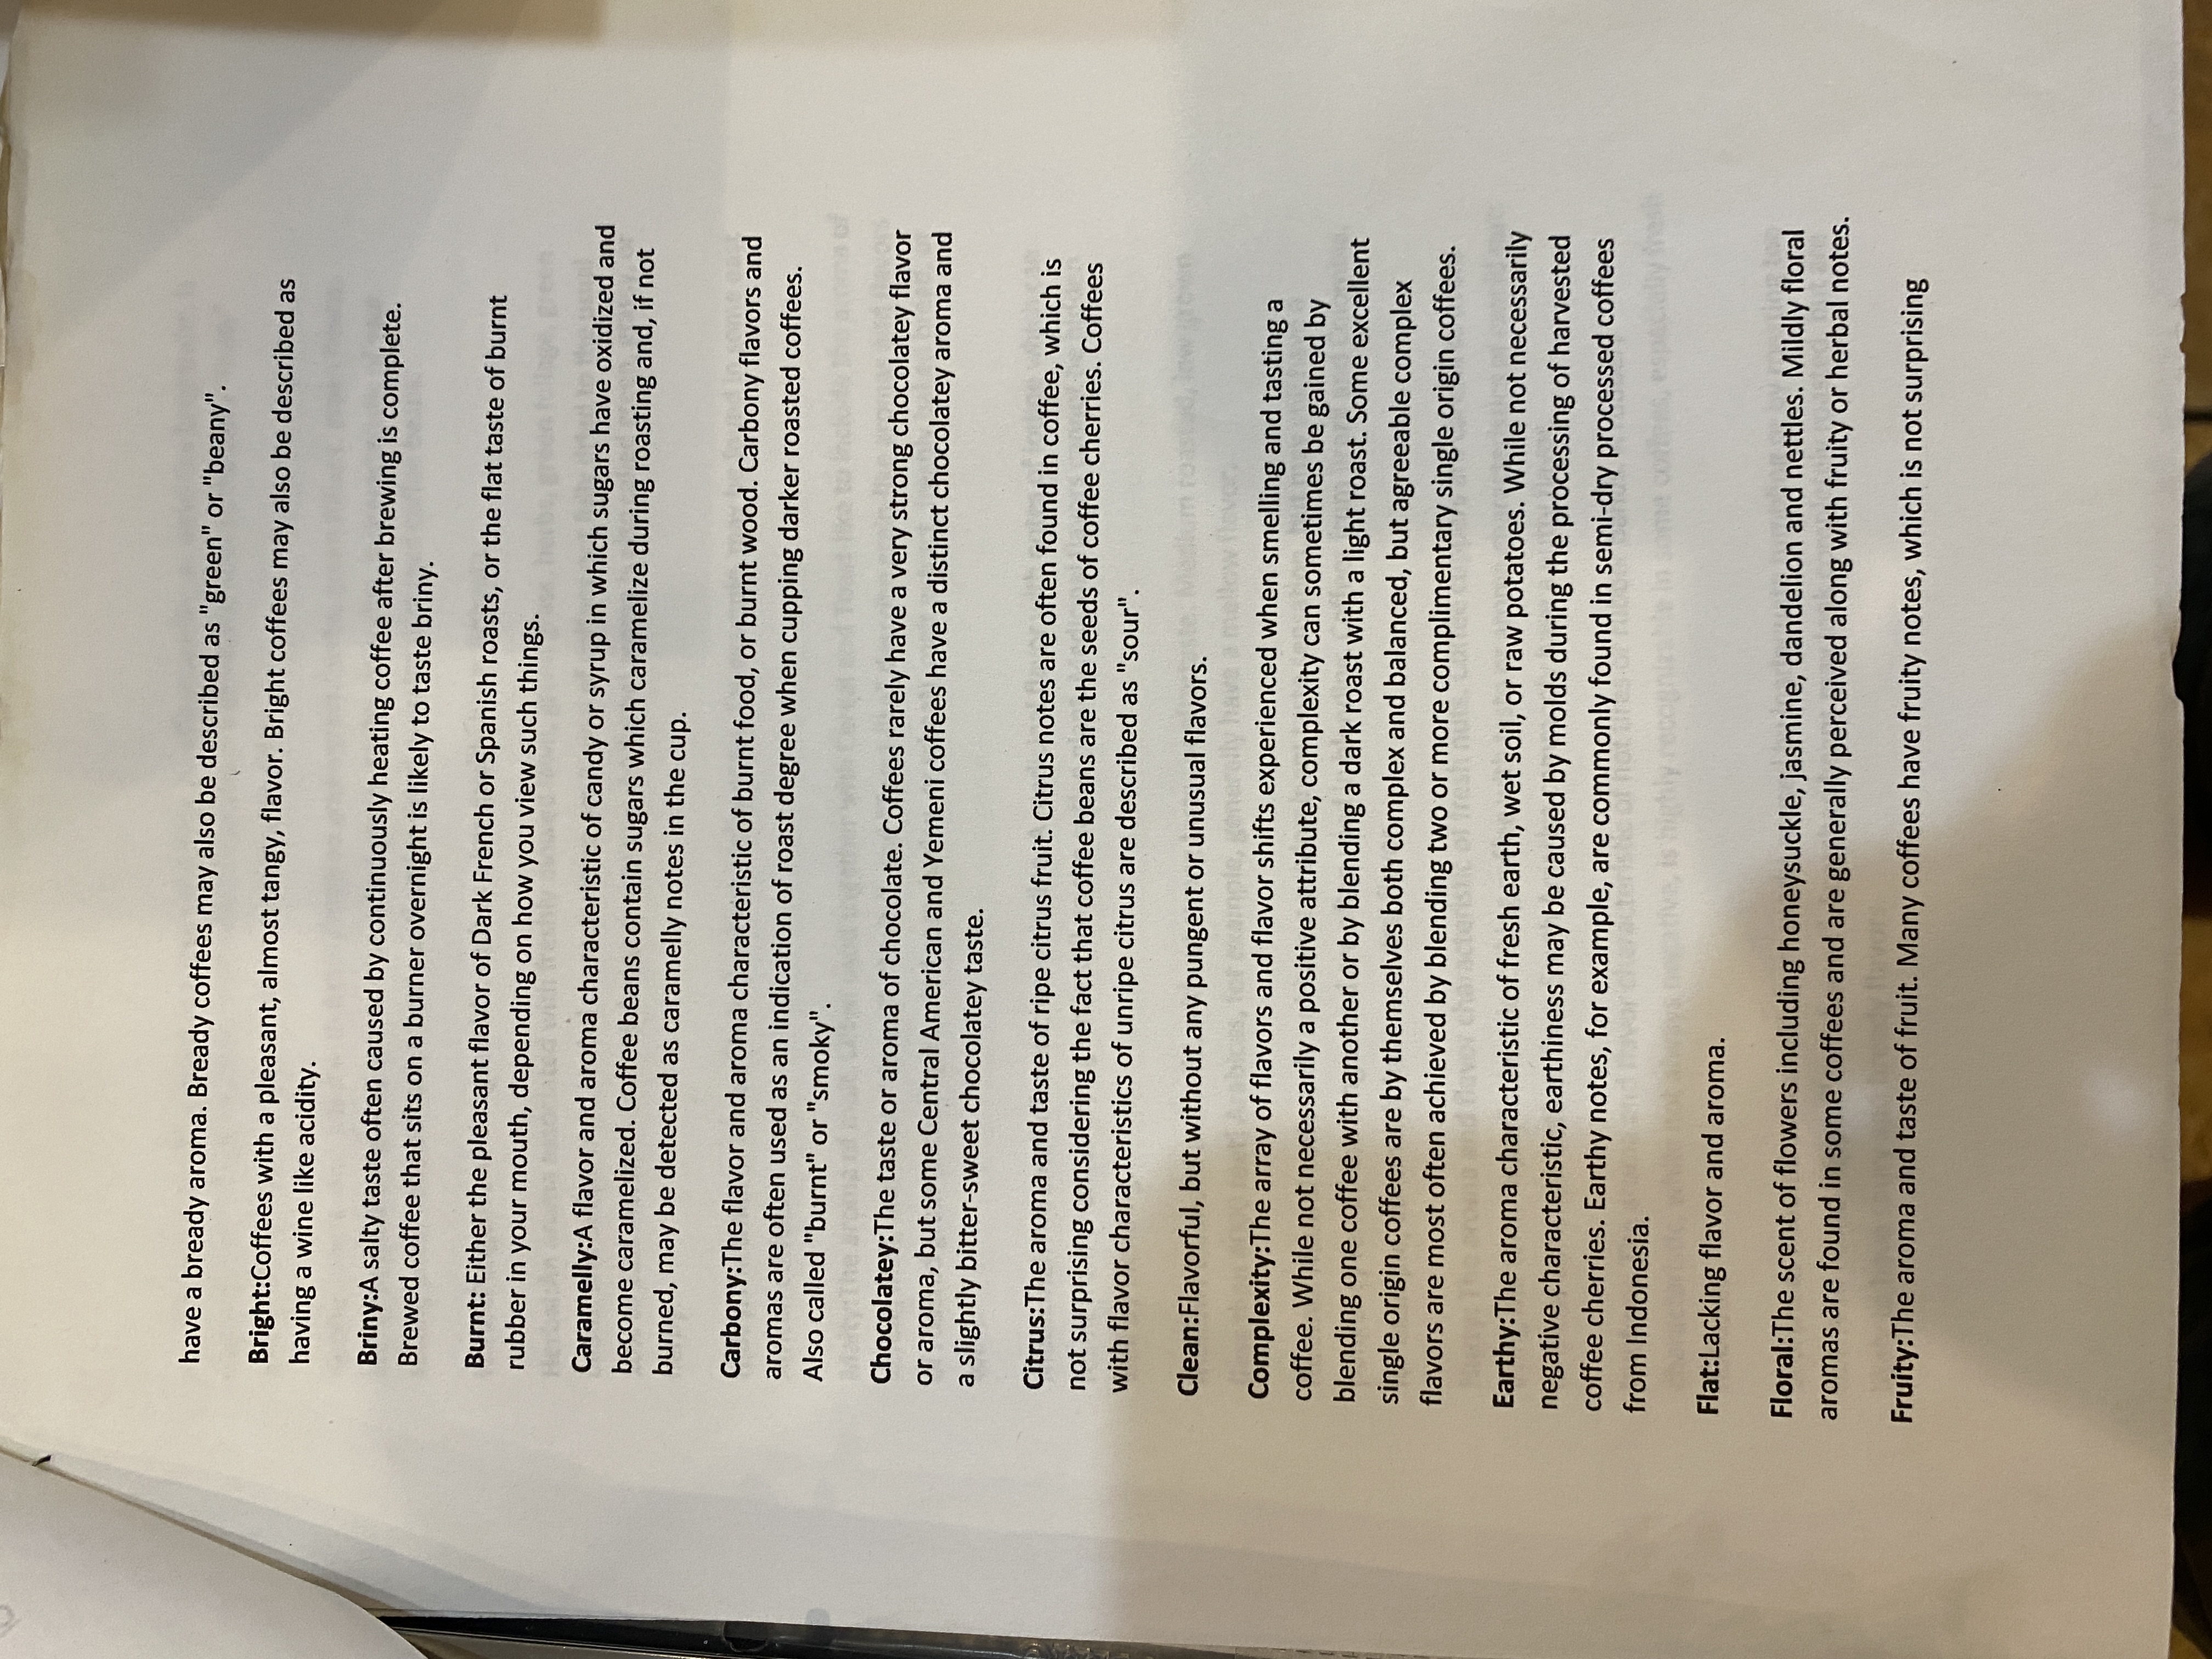 have a bready aroma. Bready coffees may also be described as "green" or "beany".
Bright:Coffees with a pleasant, almost tangy, flavor. Bright coffees may also be described as
having a wine like acidity.
Briny:A salty taste often caused by continuously heating coffee after brewing is complete.
Brewed coffee that sits on a burner overnight is likely to taste briny.
Burnt: Either the pleasant flavor of Dark French or Spanish roasts, or the flat taste of burnt
rubber in your mouth, depending on how you view such things.
Caramelly:A flavor and aroma characteristic of candy or syrup in which sugars have oxidized and
become caramelized. Coffee beans contain sugars which caramelize during roasting and, if not
burned, may be detected as caramelly notes in the cup.
Carbony:The flavor and aroma characteristic of burnt food, or burnt wood. Carbony flavors and
aromas are often used as an indication of roast degree when cupping darker roasted coffees.
Also called "burnt" or "smoky".
Chocolatey:The taste or aroma of chocolate. Coffees rarely have a very strong chocolatey flavor
or aroma, but some Central American and Yemeni coffees have a distinct chocolatey aroma and
a slightly bitter-sweet chocolatey taste.
Citrus:The aroma and taste of ripe citrus fruit. Citrus notes are often found in coffee, which is
not surprising considering the fact that coffee beans are the seeds of coffee cherries. Coffees
with flavor characteristics of unripe citrus are described as "sour".
Clean:Flavorful, but without any pungent or unusual flavors.
Complexity:The array of flavors and flavor shifts experienced when smelling and tasting a
coffee. While not necessarily a positive attribute, complexity can sometimes be gained by
blending one coffee with another or by blending a dark roast with a light roast. Some excellent
single origin coffees are by themselves both complex and balanced, but agreeable complex
flavors are most often achieved by blending two or more complimentary single origin coffees.
Earthy:The aroma characteristic of fresh earth, wet soil, or raw potatoes. While not necessarily
negative characteristic, earthiness may be caused by molds during the processing of harvested
coffee cherries. Earthy notes, for example, are commonly found in semi-dry processed coffees
from Indonesia.
Flat:Lacking flavor and aroma.
Floral:The scent of flowers including honeysuckle, jasmine, dandelion and nettles. Mildly floral
aromas are found in some coffees and are generally perceived along with fruity or herbal notes.
Fruity:The aroma and taste of fruit. Many coffees have fruity notes, which is not surprising